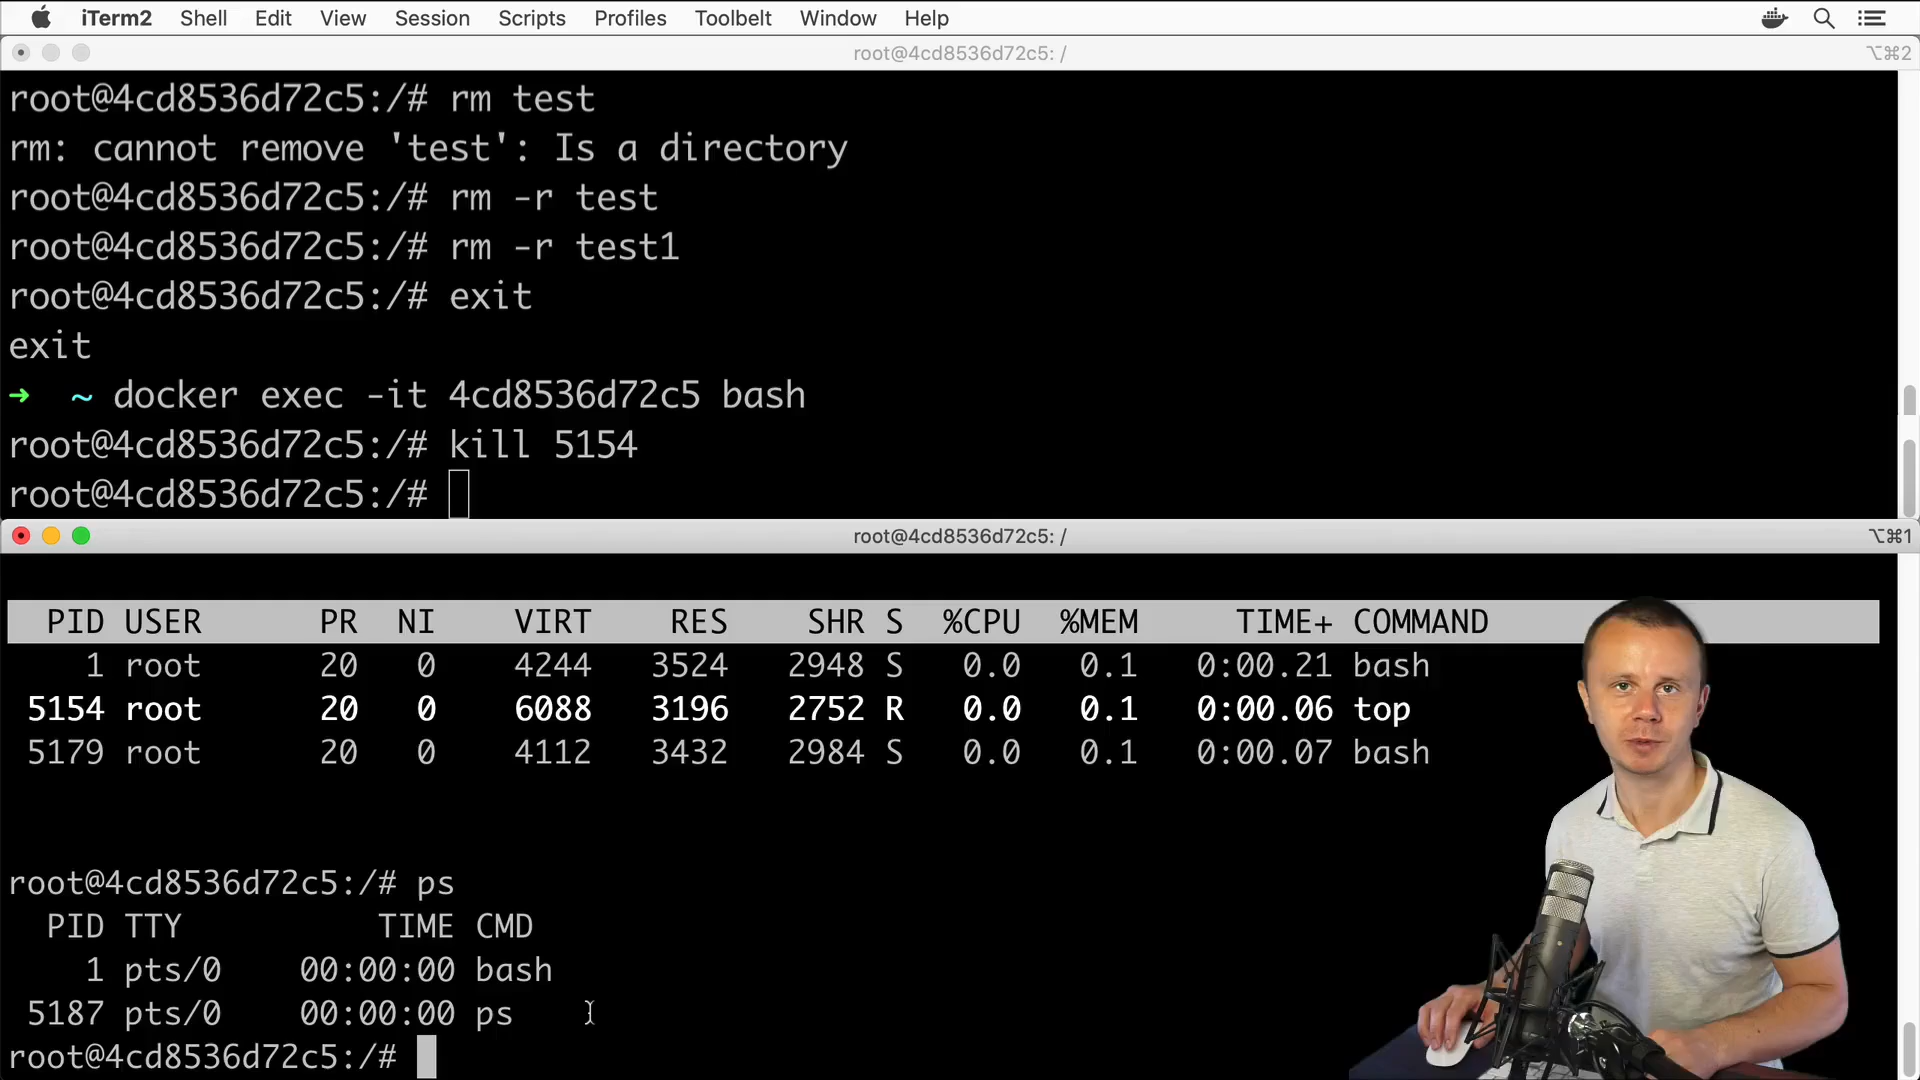 iTerm2 Shell Edit View Session Scripts Profiles Toolbelt Window Help
root@4cd8536d72c5: / ⌥⌘2
root@4cd8536d72c5:/# rm test
rm: cannot remove 'test': Is a directory
root@4cd8536d72c5:/# rm -r test
root@4cd8536d72c5:/# rm -r test1
root@4cd8536d72c5:/# exit
exit
➜ ~ docker exec -it 4cd8536d72c5 bash
root@4cd8536d72c5:/# kill 5154
root@4cd8536d72c5:/#
root@4cd8536d72c5: / ⌥⌘1
PID USER PR NI VIRT RES SHR S %CPU %MEM TIME+ COMMAND
1 root 20 0 4244 3524 2948 S 0.0 0.1 0:00.21 bash
5154 root 20 0 6088 3196 2752 R 0.0 0.1 0:00.06 top
5179 root 20 0 4112 3432 2984 S 0.0 0.1 0:00.07 bash
root@4cd8536d72c5:/# ps
PID TTY TIME CMD
1 pts/0 00:00:00 bash
5187 pts/0 00:00:00 ps
root@4cd8536d72c5:/#